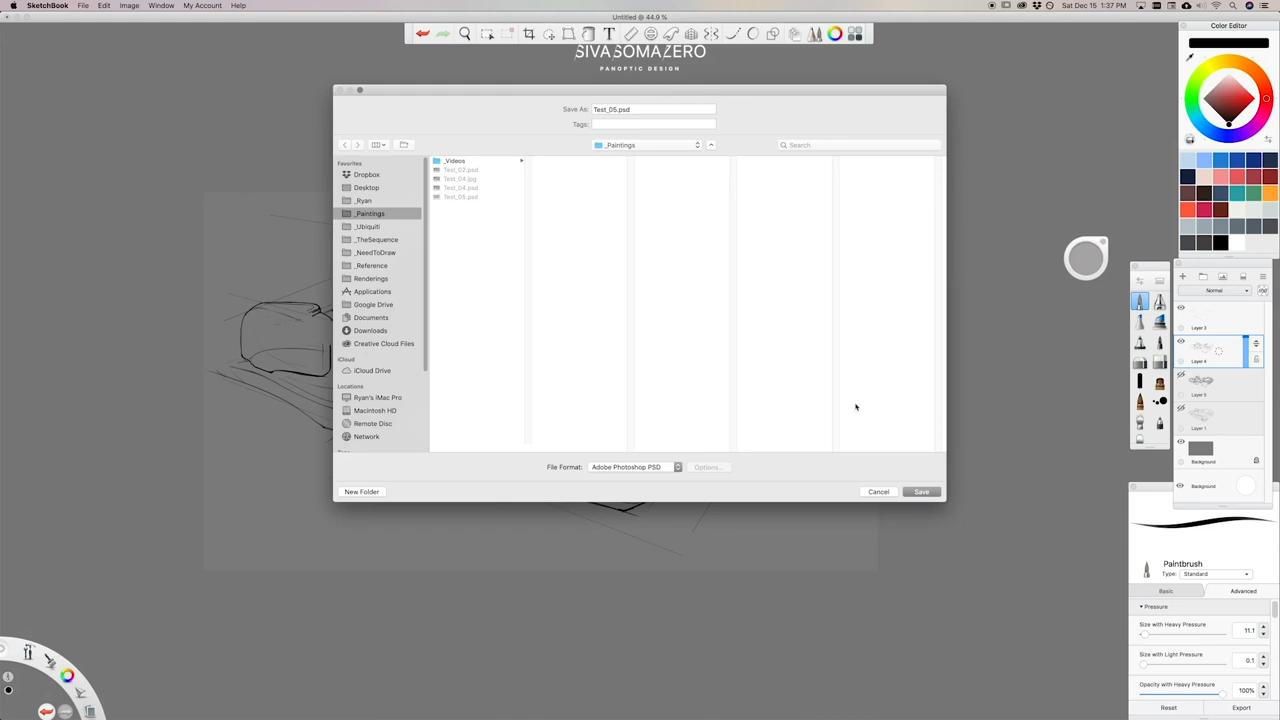 SketchBook File Edit Image Window My Account Help
Sat Dec 15 1:37 PM
Untitled @ 44.9 %
SIVASOMAZERO
PANOPTIC DESIGN
Color Editor
Save As: Test_05.psd
Tags:
_Paintings
Search
Favorites
Dropbox
Desktop
_Ryan
_Paintings
_Ubiquiti
_TheSequence
_NeedToDraw
_Reference
Renderings
Applications
Google Drive
Documents
Downloads
Creative Cloud Files
iCloud
iCloud Drive
Locations
Ryan's iMac Pro
Macintosh HD
Remote Disc
Network
_Videos
Test_02.psd
Test_04.jpg
Test_04.psd
Test_05.psd
File Format: Adobe Photoshop PSD
Options...
New Folder
Cancel
Save
Normal
Layer 3
Layer 4
Layer 5
Layer 1
Background
Background
Paintbrush
Type: Standard
Basic
Advanced
Pressure
Size with Heavy Pressure
11.1
Size with Light Pressure
0.1
Opacity with Heavy Pressure
100%
Reset
Export